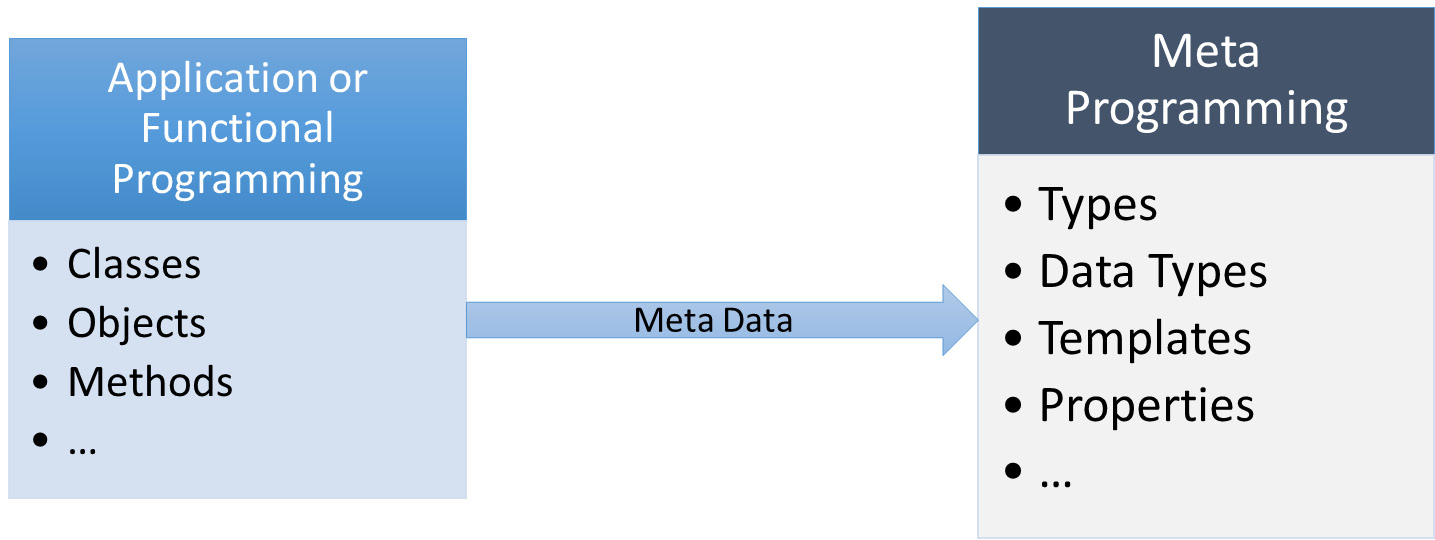 Application or
Functional
Programming
• Classes
• Objects
• Methods
• ...
Meta Data
Meta
Programming
• Types
• Data Types
• Templates
• Properties
• ...